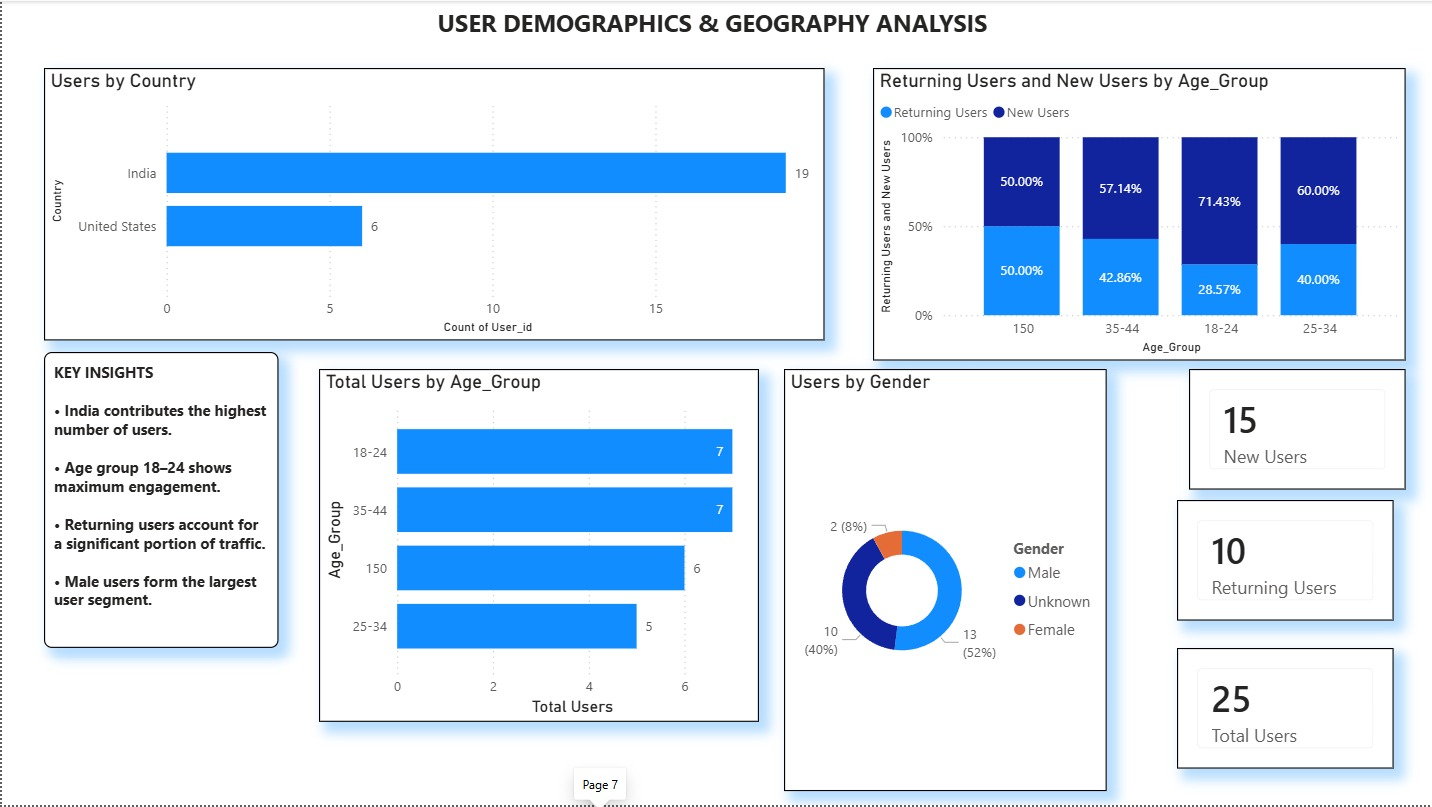 USER DEMOGRAPHICS & GEOGRAPHY ANALYSIS
Users by Country
Country
India
19
United States
6
0
5
10
15
Count of User_id
Returning Users and New Users by Age_Group
Returning Users
New Users
Returning Users and New Users
100%
50%
0%
50.00%
57.14%
71.43%
60.00%
50.00%
42.86%
28.57%
40.00%
150
35-44
18-24
25-34
Age_Group
KEY INSIGHTS
• India contributes the highest
number of users.
• Age group 18–24 shows
maximum engagement.
• Returning users account for
a significant portion of traffic.
• Male users form the largest
user segment.
Total Users by Age_Group
Age_Group
18-24
7
35-44
7
150
6
25-34
5
0
2
4
6
Total Users
Users by Gender
2 (8%)
10
(40%)
13
(52%)
Gender
Male
Unknown
Female
15
New Users
10
Returning Users
25
Total Users
Page 7